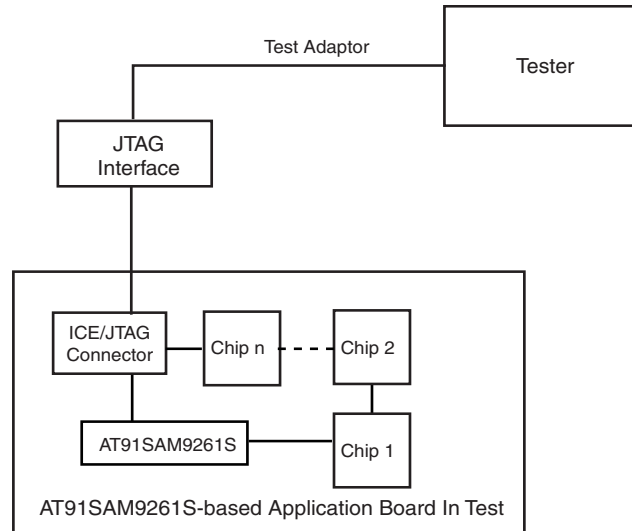 Test Adaptor
Tester
JTAG
Interface
ICE/JTAG
Connector
Chip n
Chip 2
AT91SAM9261S
Chip 1
AT91SAM9261S-based Application Board In Test